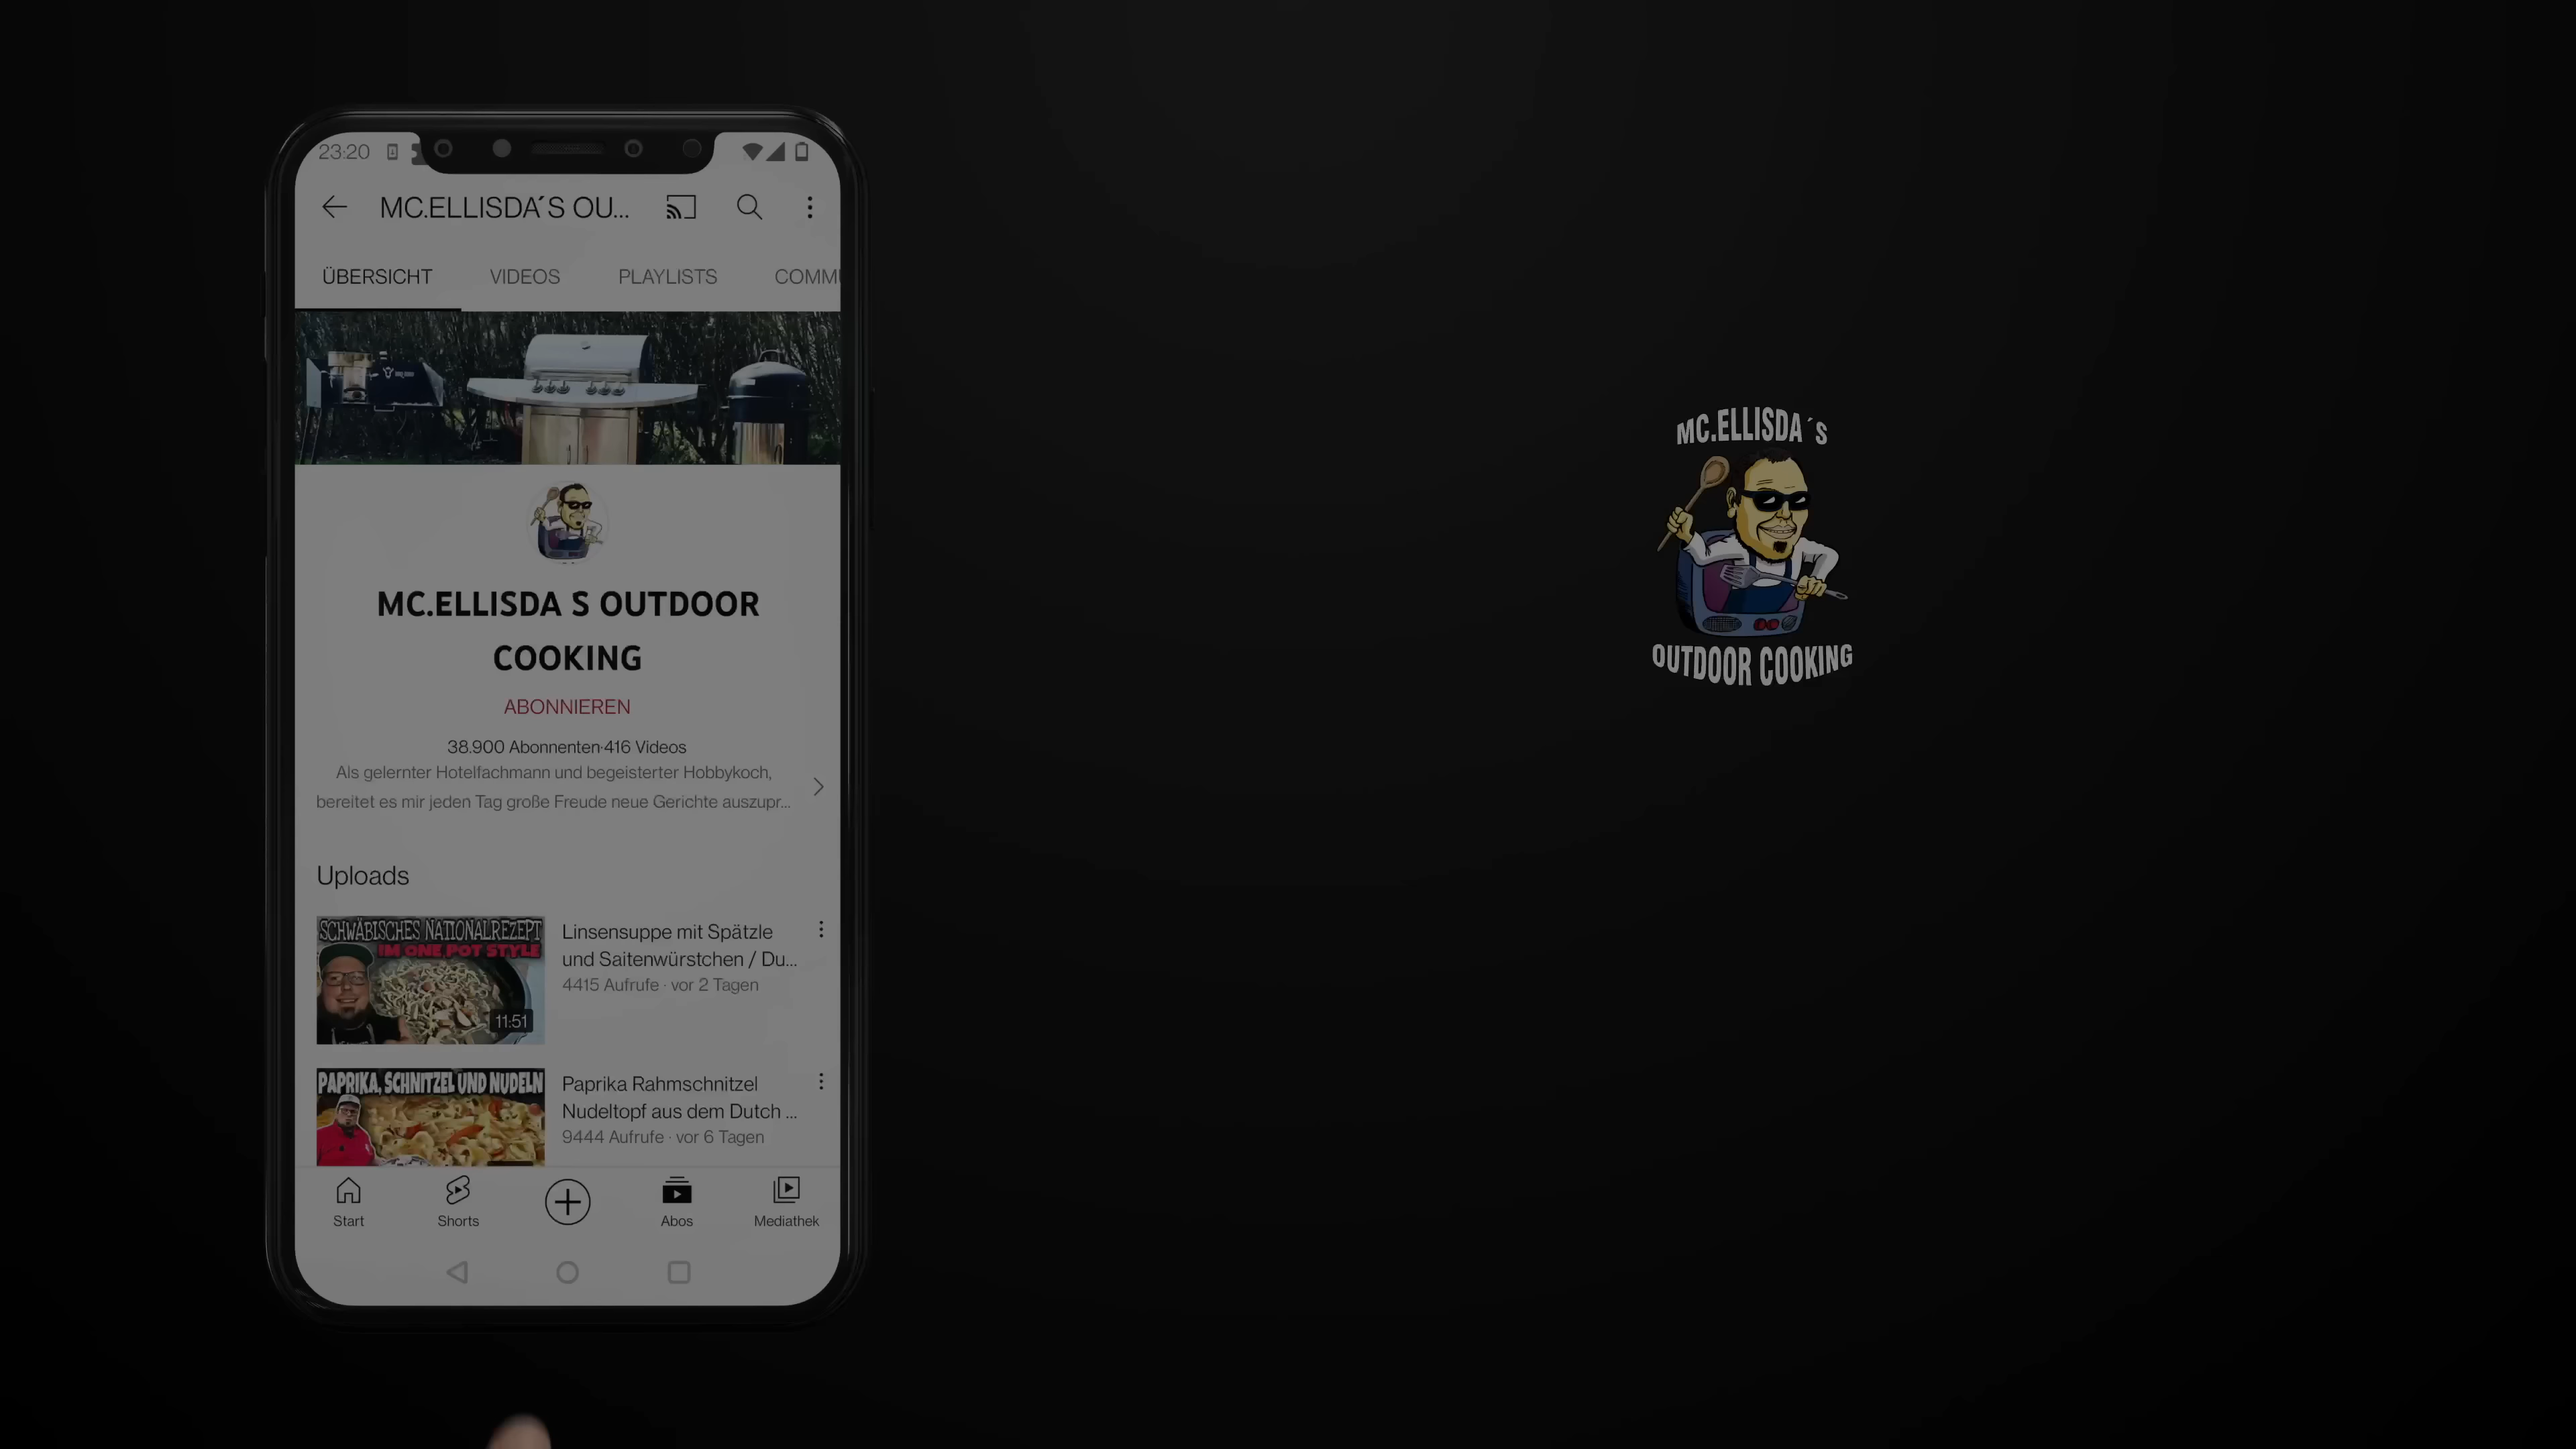 23:20
MC.ELLISDA´S OU...
ÜBERSICHT
VIDEOS
PLAYLISTS
COMMU
MC.ELLISDA S OUTDOOR
COOKING
ABONNIEREN
38.900 Abonnenten·416 Videos
Als gelernter Hotelfachmann und begeisterter Hobbykoch,
bereitet es mir jeden Tag große Freude neue Gerichte auszupr...
Uploads
SCHWÄBISCHES NATIONALREZEPT
IM ONE POT STYLE
11:51
Linsensuppe mit Spätzle
und Saitenwürstchen / Du...
4415 Aufrufe · vor 2 Tagen
PAPRIKA, SCHNITZEL UND NUDELN
Paprika Rahmschnitzel
Nudeltopf aus dem Dutch ...
9444 Aufrufe · vor 6 Tagen
Start
Shorts
Abos
Mediathek
MC.ELLISDA´S
OUTDOOR COOKING